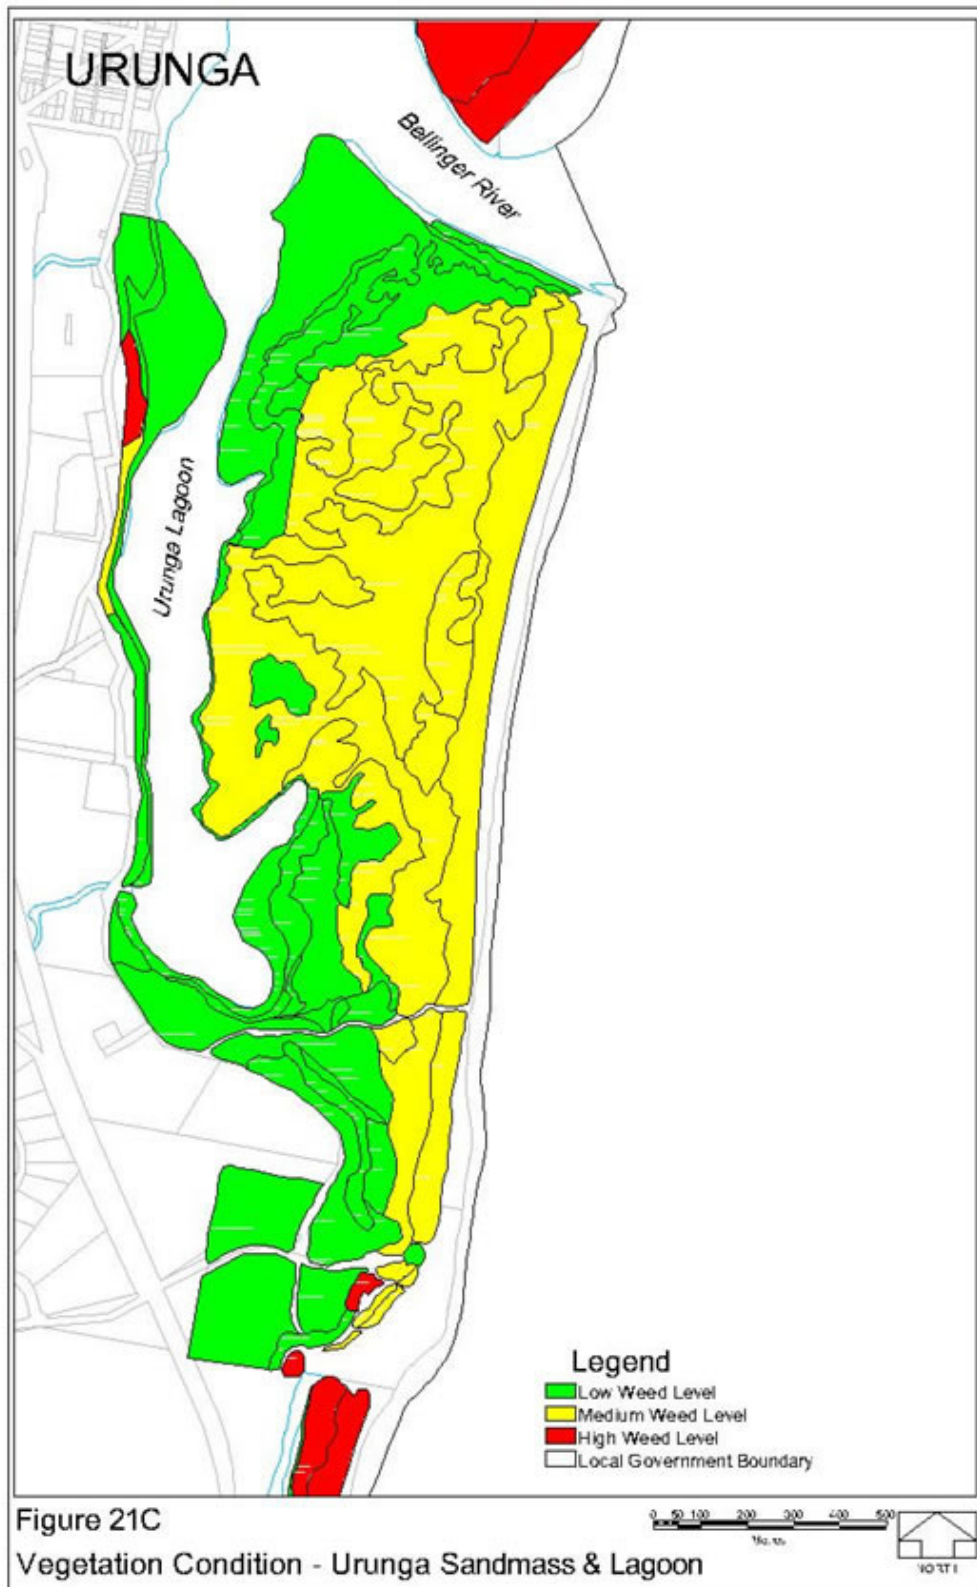 URUNGA
Bellinger River
Urunga Lagoon
Legend
Low Weed Level
Medium Weed Level
High Weed Level
Local Government Boundary
Figure 21C
0 50 100 200 300 400 500
Vegetation Condition - Urunga Sandmass & Lagoon